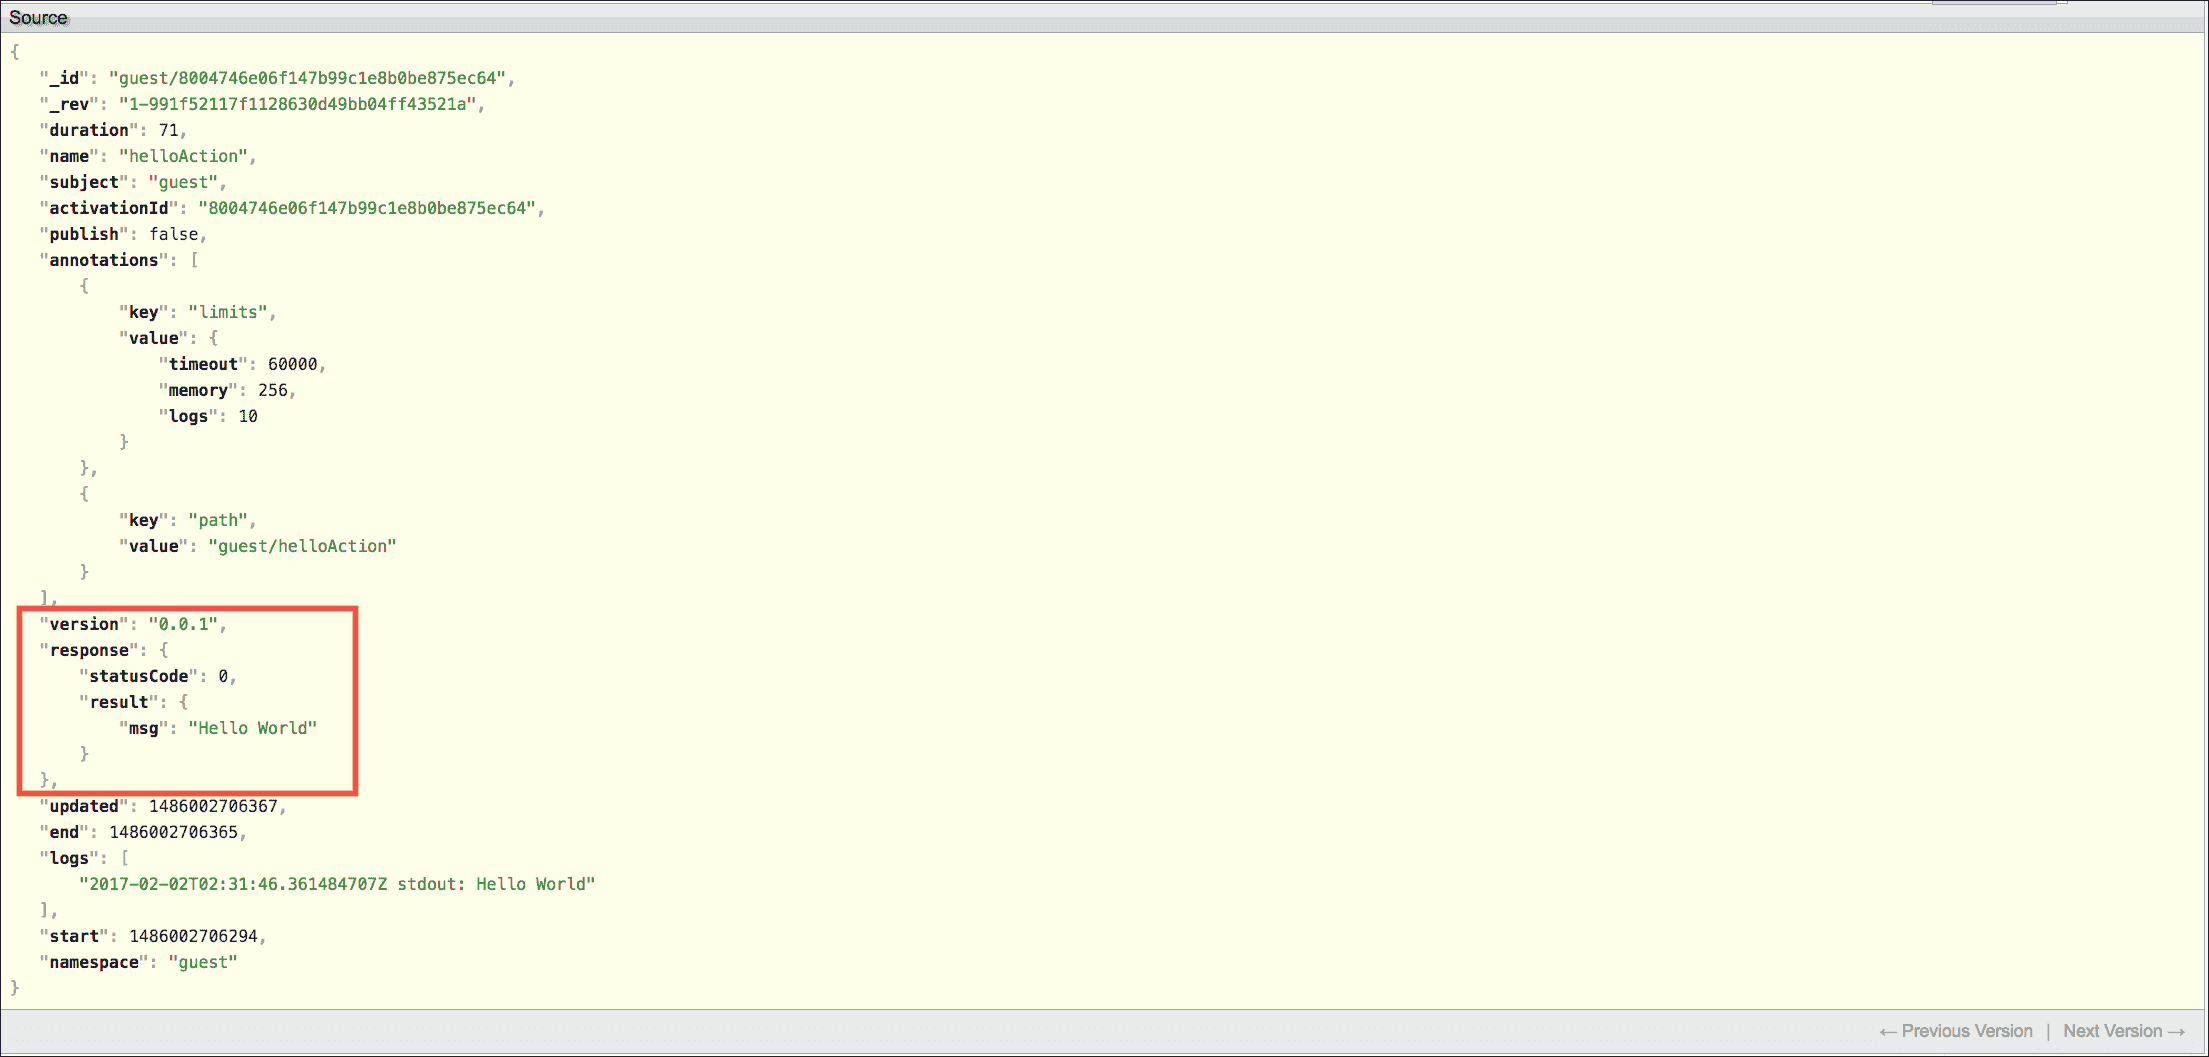 Source
{
"_id": "guest/8004746e06f147b99c1e8b0be875ec64",
"_rev": "1-991f52117f1128630d49bb04ff43521a",
"duration": 71,
"name": "helloAction",
"subject": "guest",
"activationId": "8004746e06f147b99c1e8b0be875ec64",
"publish": false,
"annotations": [
{
"key": "limits",
"value": {
"timeout": 60000,
"memory": 256,
"logs": 10
}
},
{
"key": "path",
"value": "guest/helloAction"
}
],
"version": "0.0.1",
"response": {
"statusCode": 0,
"result": {
"msg": "Hello World"
}
},
"updated": 1486002706367,
"end": 1486002706365,
"logs": [
"2017-02-02T02:31:46.361484707Z stdout: Hello World"
],
"start": 1486002706294,
"namespace": "guest"
}
← Previous Version | Next Version →